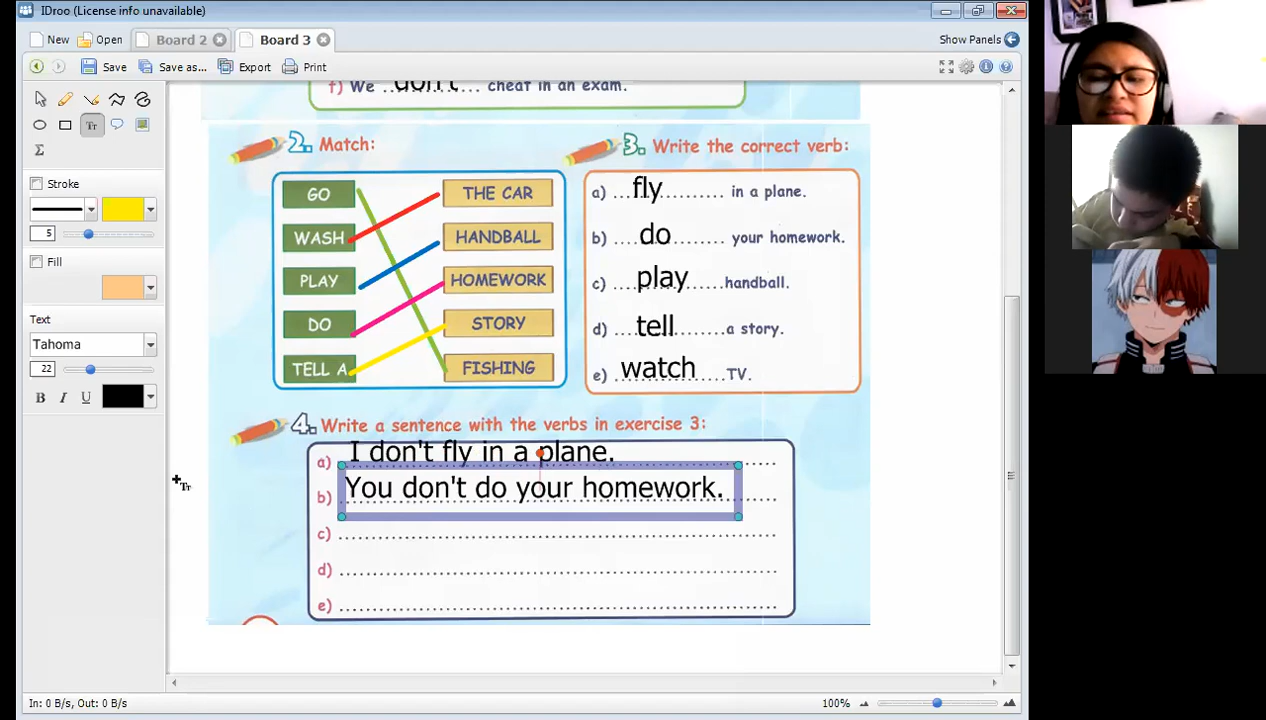 IDroo (License info unavailable)
New Open Board 2 Board 3 Show Panels
Save Save as... Export Print
Tr
Σ
Stroke
5
Fill
Text
Tahoma
22
B I U
f) We ..don't... cheat in an exam.
2. Match:
GO THE CAR
WASH HANDBALL
PLAY HOMEWORK
DO STORY
TELL A FISHING
3. Write the correct verb:
a) ...fly.......... in a plane.
b) ....do........ your homework.
c) ....play.......handball.
d) ....tell........a story.
e) watch.....TV.
4. Write a sentence with the verbs in exercise 3:
a) I don't fly in a plane.
b) You don't do your homework.
c)
d)
e)
Tr
In: 0 B/s, Out: 0 B/s 100%